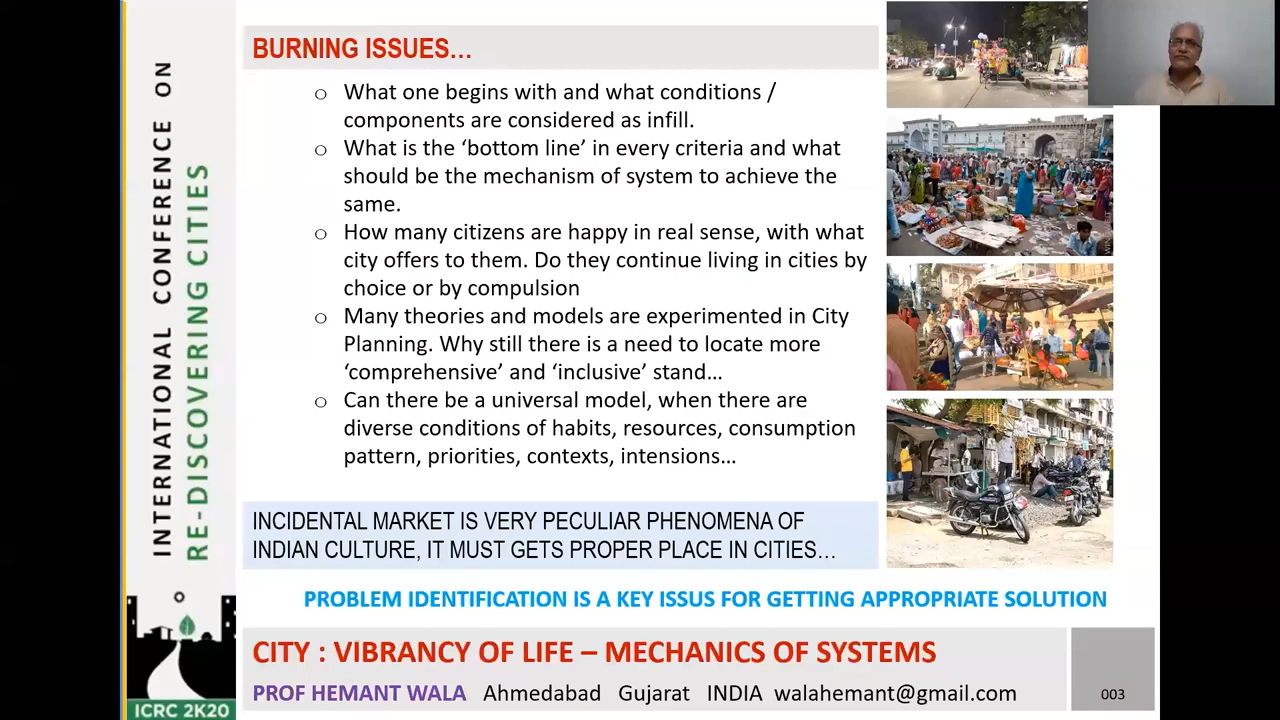 INTERNATIONAL CONFERENCE ON
RE-DISCOVERING CITIES
ICRC 2K20
BURNING ISSUES...
o What one begins with and what conditions /
components are considered as infill.
o What is the ‘bottom line’ in every criteria and what
should be the mechanism of system to achieve the
same.
o How many citizens are happy in real sense, with what
city offers to them. Do they continue living in cities by
choice or by compulsion
o Many theories and models are experimented in City
Planning. Why still there is a need to locate more
‘comprehensive’ and ‘inclusive’ stand...
o Can there be a universal model, when there are
diverse conditions of habits, resources, consumption
pattern, priorities, contexts, intensions...
INCIDENTAL MARKET IS VERY PECULIAR PHENOMENA OF
INDIAN CULTURE, IT MUST GETS PROPER PLACE IN CITIES...
PROBLEM IDENTIFICATION IS A KEY ISSUS FOR GETTING APPROPRIATE SOLUTION
CITY : VIBRANCY OF LIFE – MECHANICS OF SYSTEMS
PROF HEMANT WALA Ahmedabad Gujarat INDIA walahemant@gmail.com
003